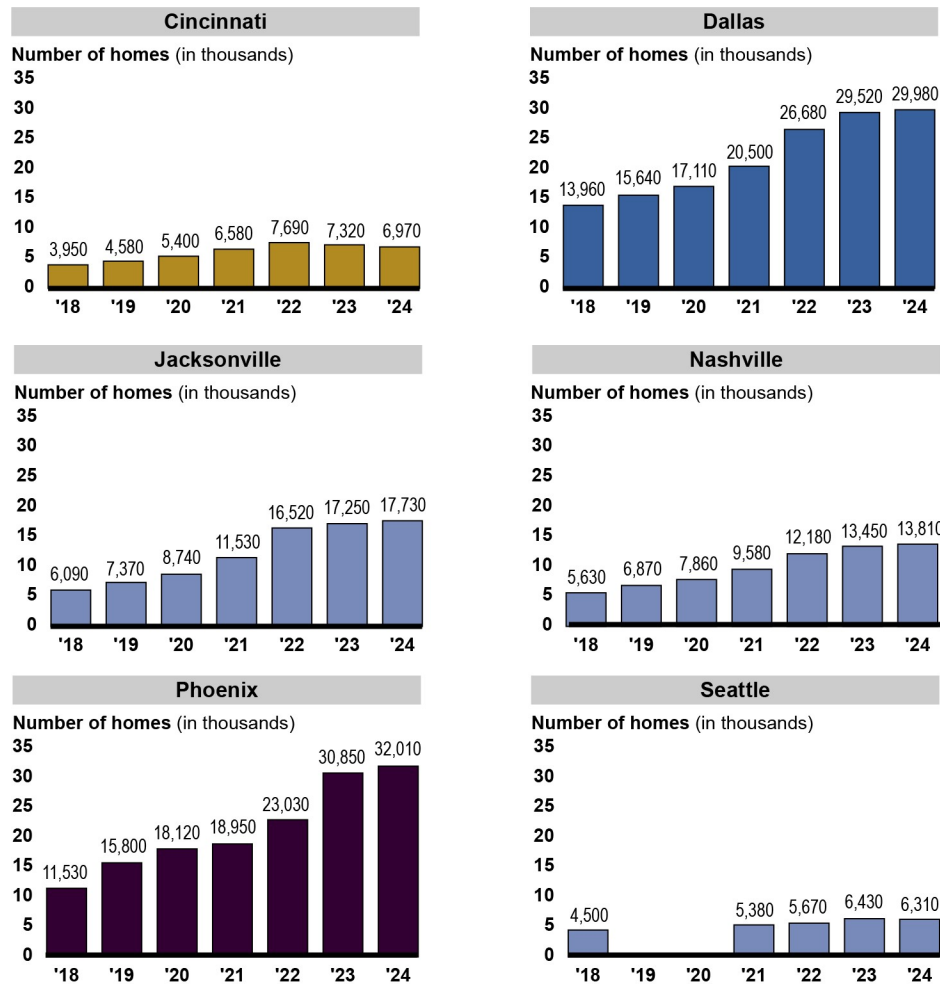 Cincinnati
Number of homes (in thousands)
35
30
25
20
15
10
5
0
3,950 4,580 5,400 6,580 7,690 7,320 6,970
'18 '19 '20 '21 '22 '23 '24
Dallas
Number of homes (in thousands)
35
30
25
20
15
10
5
0
13,960 15,640 17,110 20,500 26,680 29,520 29,980
'18 '19 '20 '21 '22 '23 '24
Jacksonville
Number of homes (in thousands)
35
30
25
20
15
10
5
0
6,090 7,370 8,740 11,530 16,520 17,250 17,730
'18 '19 '20 '21 '22 '23 '24
Nashville
Number of homes (in thousands)
35
30
25
20
15
10
5
0
5,630 6,870 7,860 9,580 12,180 13,450 13,810
'18 '19 '20 '21 '22 '23 '24
Phoenix
Number of homes (in thousands)
35
30
25
20
15
10
5
0
11,530 15,800 18,120 18,950 23,030 30,850 32,010
'18 '19 '20 '21 '22 '23 '24
Seattle
Number of homes (in thousands)
35
30
25
20
15
10
5
0
4,500 5,380 5,670 6,430 6,310
'18 '19 '20 '21 '22 '23 '24